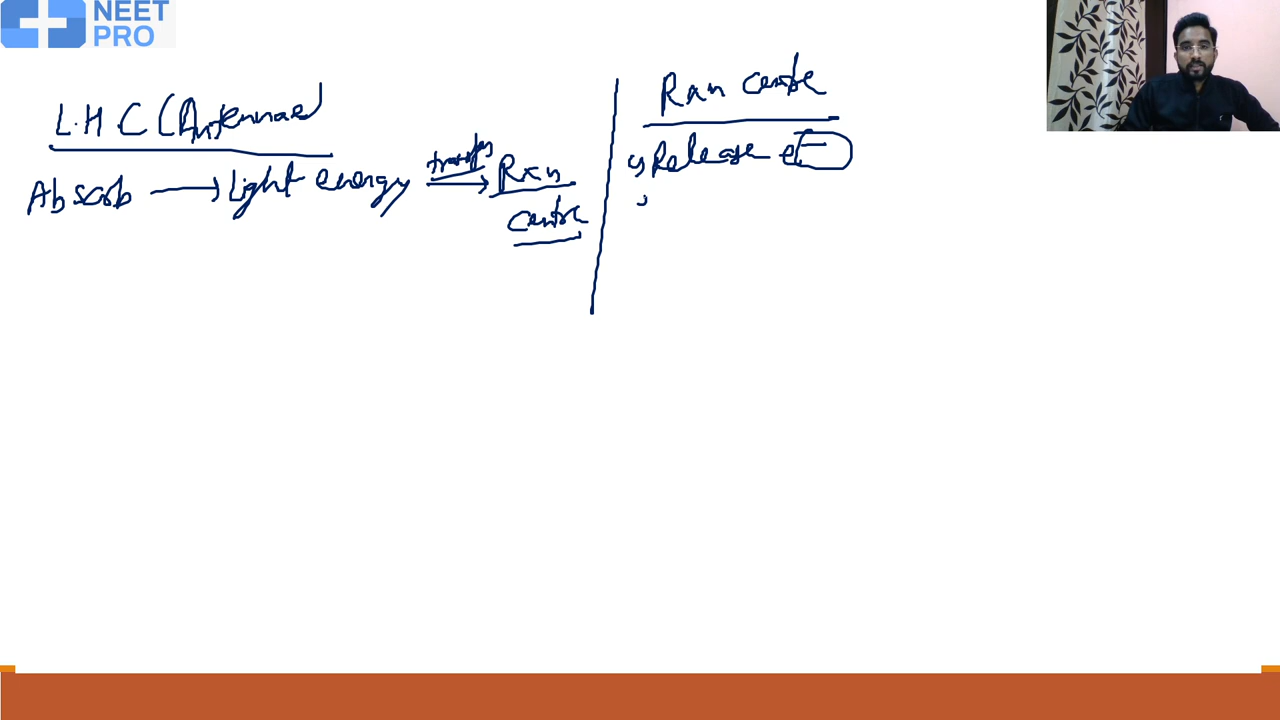 NEET
PRO
L.H C (Antennae)
Absorb → Light energy transfer → Rxn
centre
Rxn centre
Release e⁻